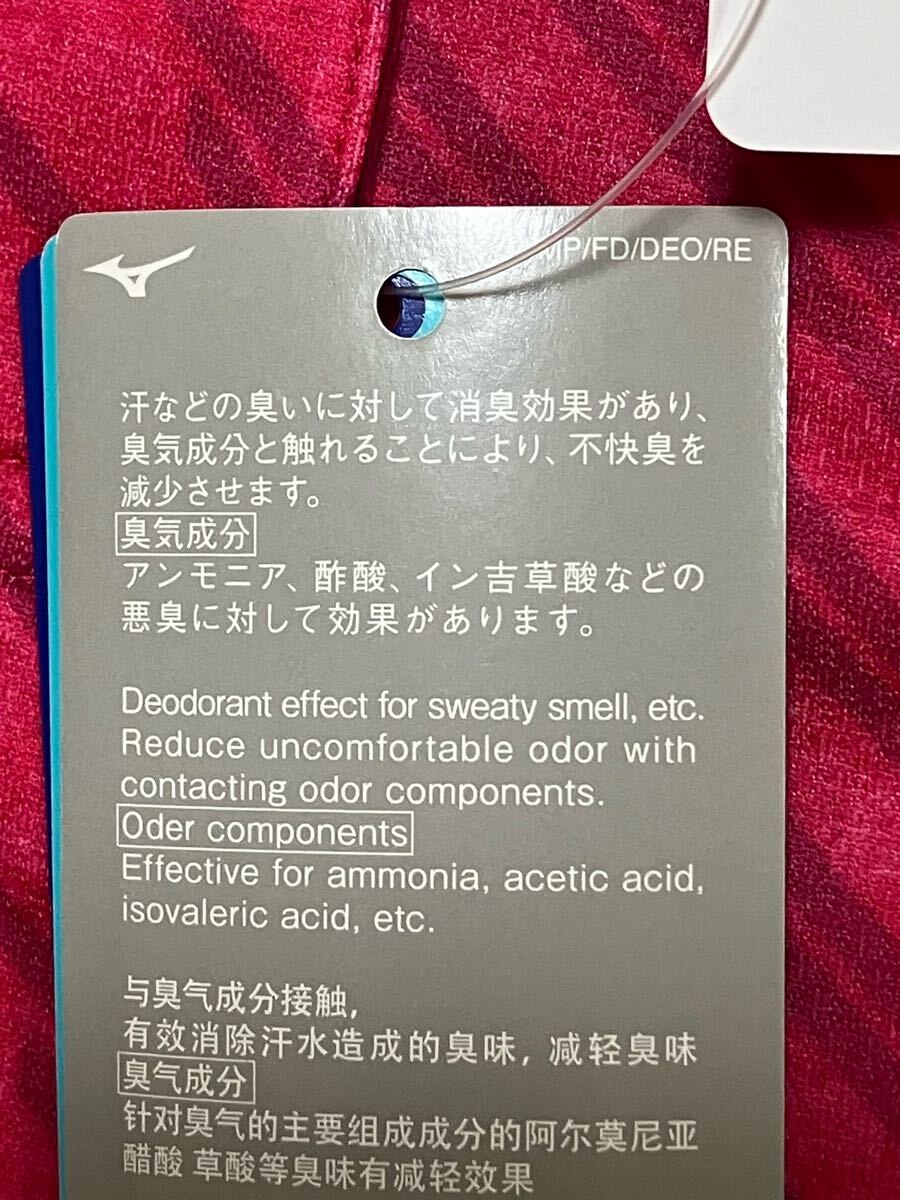 MP/FD/DEO/RE
汗などの臭いに対して消臭効果があり、
臭気成分と触れることにより、不快臭を
減少させます。
臭気成分
アンモニア、酢酸、イン吉草酸などの
悪臭に対して効果があります。
Deodorant effect for sweaty smell, etc.
Reduce uncomfortable odor with
contacting odor components.
Oder components
Effective for ammonia, acetic acid,
isovaleric acid, etc.
与臭气成分接触,
有效消除汗水造成的臭味, 减轻臭味
臭气成分
针对臭气的主要组成成分的阿尔莫尼亚
醋酸 草酸等臭味有减轻效果